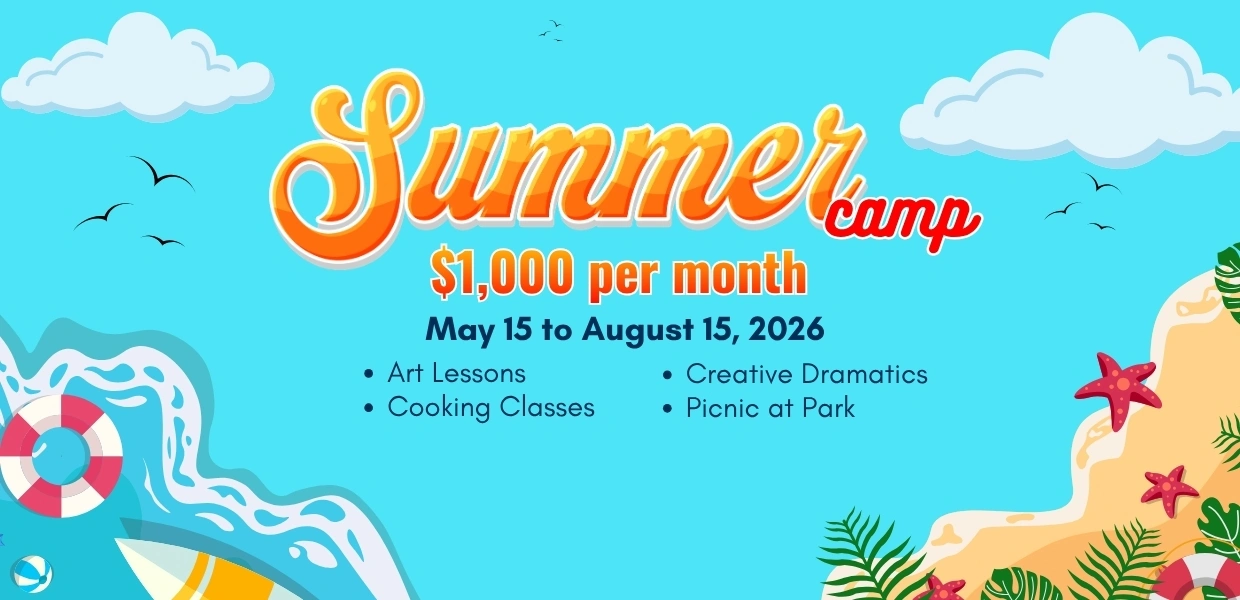 Summer
camp
$1,000 per month
May 15 to August 15, 2026
• Art Lessons
• Cooking Classes
• Creative Dramatics
• Picnic at Park